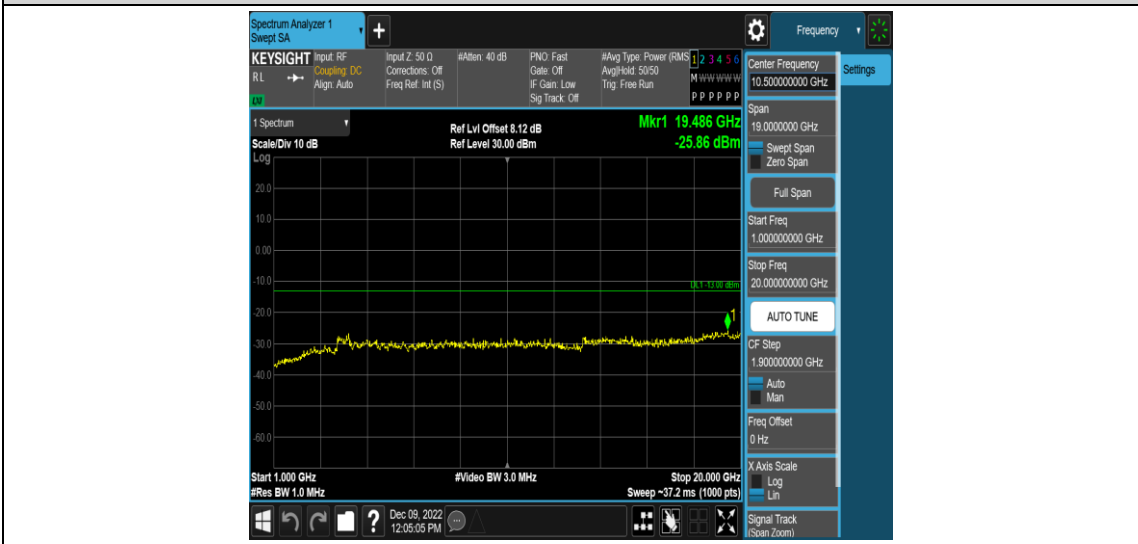 Spectrum Analyzer 1
Swept SA
Frequency
KEYSIGHT
RL
LXI
Input: RF
Coupling: DC
Align: Auto
Input Z: 50 Ω
Corrections: Off
Freq Ref: Int (S)
#Atten: 40 dB
PNO: Fast
Gate: Off
IF Gain: Low
Sig Track: Off
#Avg Type: Power (RMS
Avg|Hold: 50/50
Trig: Free Run
1 2 3 4 5 6
M W W W W W
P P P P P P
Center Frequency
10.500000000 GHz
Settings
1 Spectrum
Scale/Div 10 dB
Log
Ref Lvl Offset 8.12 dB
Ref Level 30.00 dBm
Mkr1 19.486 GHz
-25.86 dBm
Span
19.0000000 GHz
Swept Span
Zero Span
Full Span
Start Freq
1.000000000 GHz
Stop Freq
20.000000000 GHz
AUTO TUNE
CF Step
1.900000000 GHz
Auto
Man
Freq Offset
0 Hz
X Axis Scale
Log
Lin
Signal Track
(Span Zoom)
20.0
10.0
0.00
-10.0
DL1 -13.00 dBm
-20.0
1
-30.0
-40.0
-50.0
-60.0
Start 1.000 GHz
#Res BW 1.0 MHz
#Video BW 3.0 MHz
Stop 20.000 GHz
Sweep ~37.2 ms (1000 pts)
?
Dec 09, 2022
12:05:05 PM